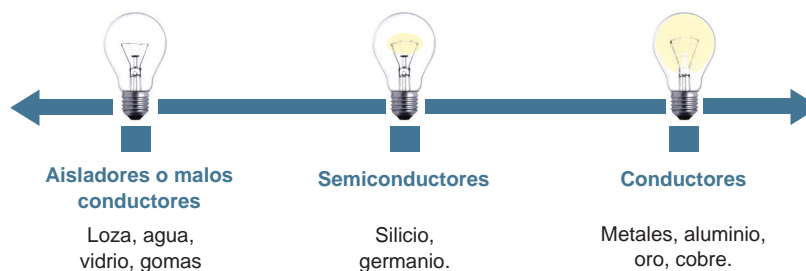 Aisladores o malos
conductores
Loza, agua,
vidrio, gomas
Semiconductores
Silicio,
germanio.
Conductores
Metales, aluminio,
oro, cobre.